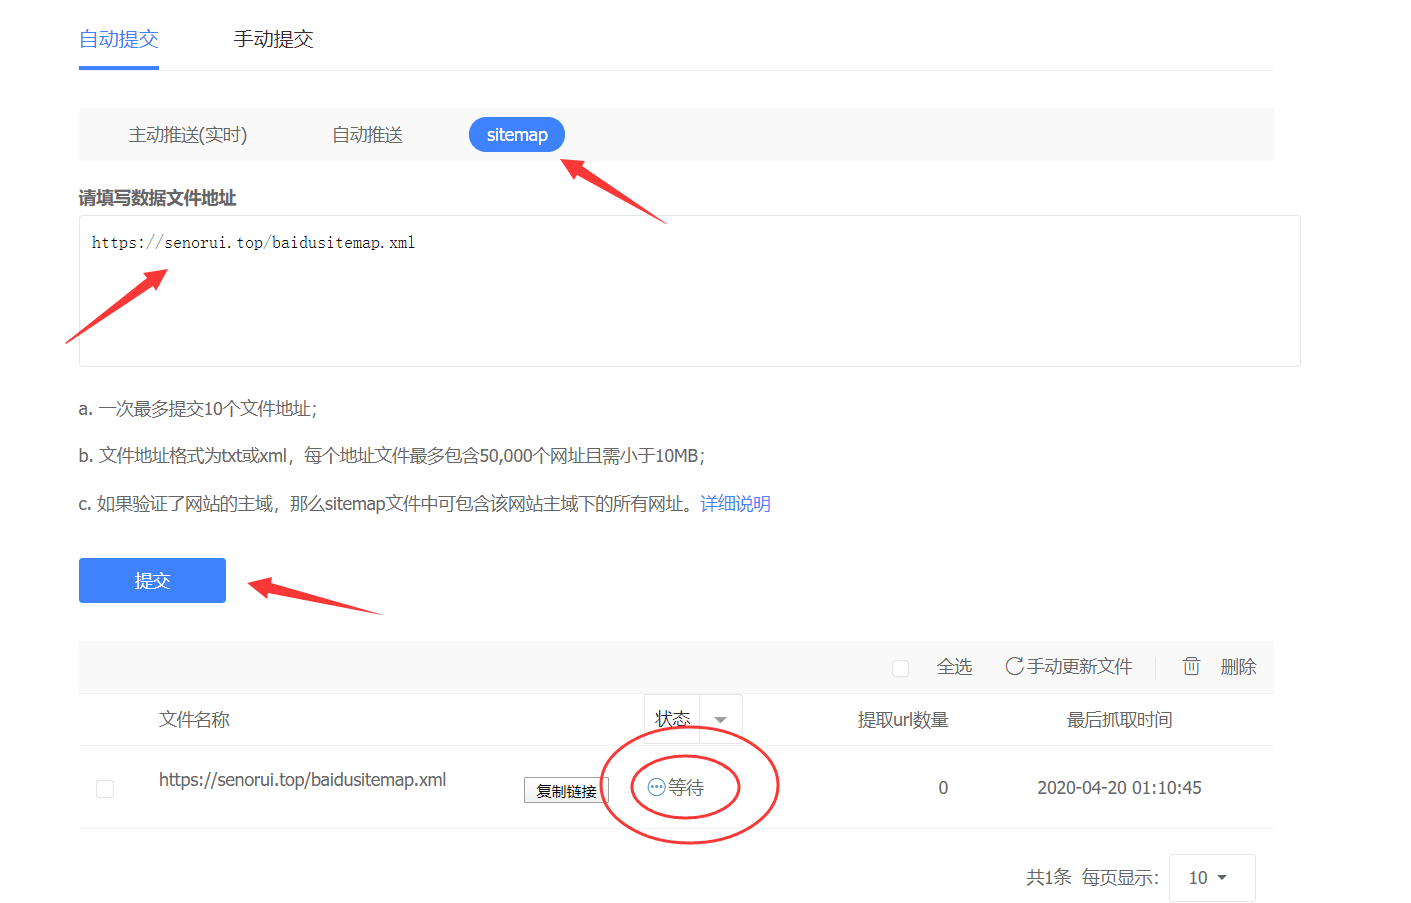 自动提交 手动提交
主动推送(实时) 自动推送 sitemap
请填写数据文件地址
https://senorui.top/baidusitemap.xml
a. 一次最多提交10个文件地址；
b. 文件地址格式为txt或xml，每个地址文件最多包含50,000个网址且需小于10MB；
c. 如果验证了网站的主域，那么sitemap文件中可包含该网站主域下的所有网址。详细说明
提交
全选 手动更新文件 删除
文件名称 状态 提取url数量 最后抓取时间
https://senorui.top/baidusitemap.xml 复制链接 等待 0 2020-04-20 01:10:45
共1条 每页显示： 10